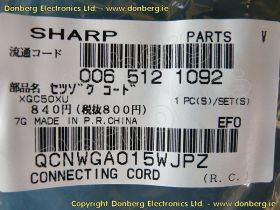 Copyright: Donberg Electronics (www.donberg.ie)
SHARP PARTS V
流通コード
006 512 1092
部品名 セツゾク コード
XGC50XU 1 PC(S)/SET(S)
840円(税抜800円)
7G MADE IN P.R.CHINA EFO
QCNWGA015WJPZ
CONNECTING CORD (R.C.)
Copyright: Donberg Electronics (www.donberg.ie)